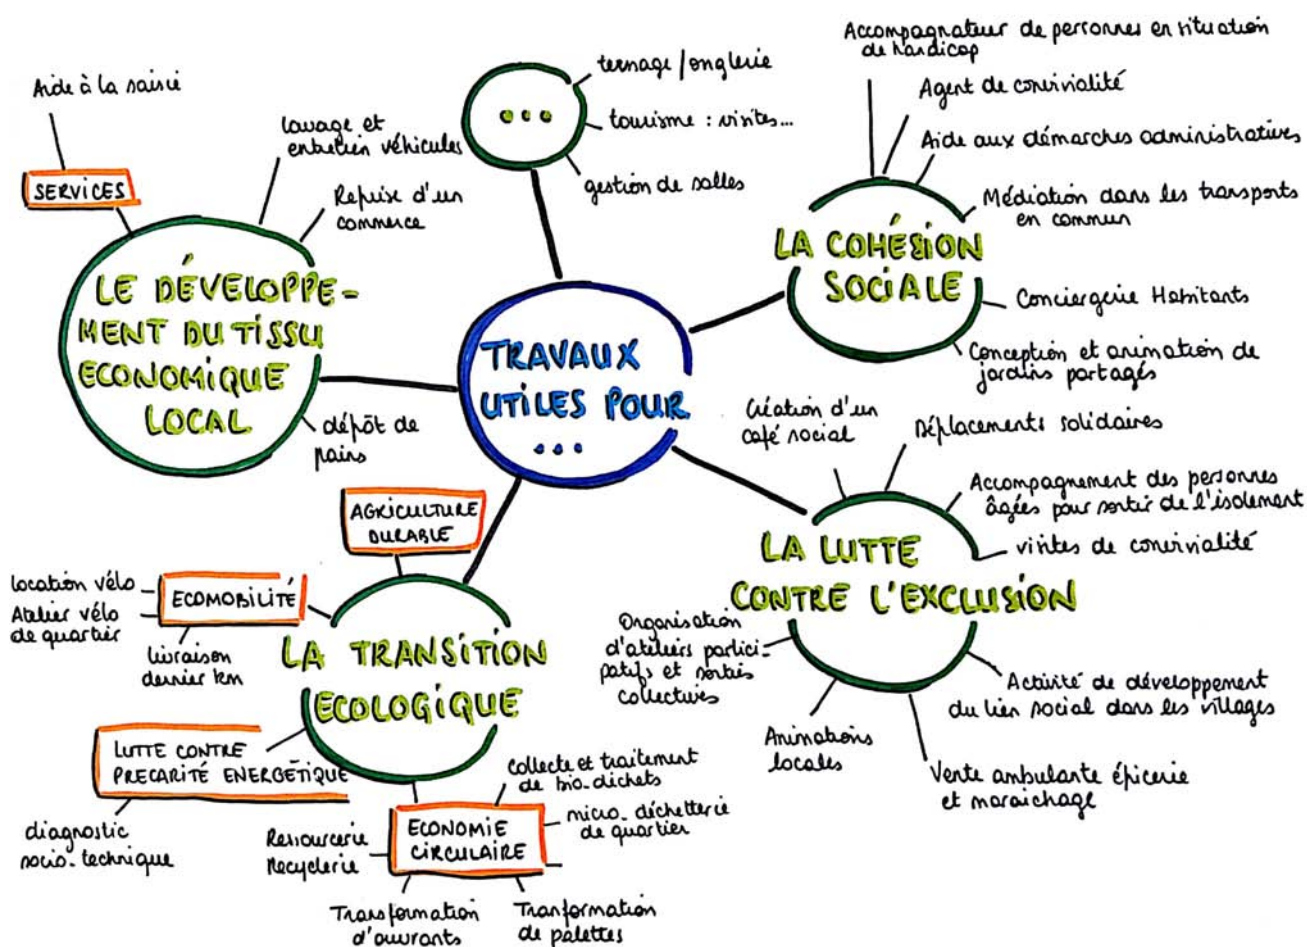 TRAVAUX
UTILES POUR
...
...
ternage/onglerie
tourisme : visites...
gestion de salles
LA COHÉSION
SOCIALE
Accompagnateur de personnes en situation
de handicap
Agent de convivialité
Aide aux démarches administratives
Médiation dans les transports
en commun
Conciergerie Habitants
Conception et animation de
jardins partagés
LA LUTTE
CONTRE L'EXCLUSION
Création d'un
café social
Déplacements solidaires
Accompagnement des personnes
âgées pour sortir de l'isolement
visites de convivialité
Activité de développement
du lien social dans les villages
Vente ambulante épicerie
et maraichage
Animations
locales
Organisation
d'ateliers partici-
patifs et sorties
collectives
LA TRANSITION
ECOLOGIQUE
AGRICULTURE
DURABLE
ECOMOBILITÉ
location vélo
Atelier vélo
de quartier
livraison
dernier km
LUTTE CONTRE
PRECARITÉ ENERGÉTIQUE
diagnostic
socio-technique
ECONOMIE
CIRCULAIRE
collecte et traitement
de bio-déchets
micro-déchetterie
de quartier
Ressourcerie
Recyclerie
Transformation
d'ouvrants
Tranformation
de palettes
LE DÉVELOPPE-
MENT DU TISSU
ECONOMIQUE
LOCAL
SERVICES
Aide à la saisie
lavage et
entretien véhicules
Reprise d'un
commerce
dépôt de
pains